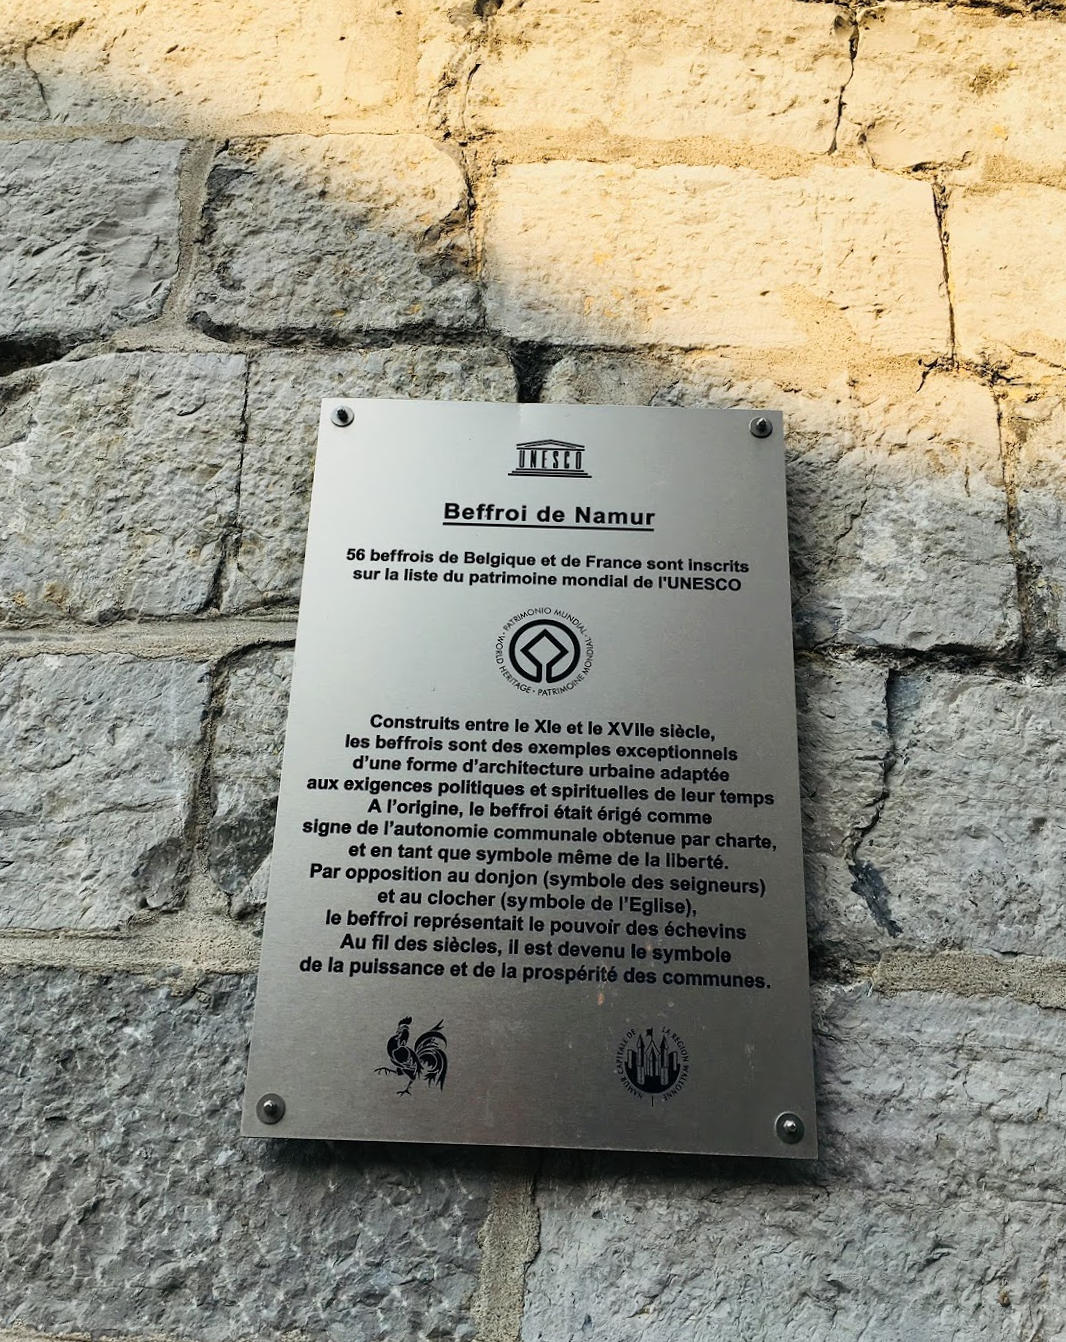 UNESCO
Beffroi de Namur
56 beffrois de Belgique et de France sont inscrits
sur la liste du patrimoine mondial de l'UNESCO
WORLD HERITAGE · PATRIMONIO MUNDIAL · PATRIMOINE MONDIAL
Construits entre le XIe et le XVIIe siècle,
les beffrois sont des exemples exceptionnels
d'une forme d'architecture urbaine adaptée
aux exigences politiques et spirituelles de leur temps
A l'origine, le beffroi était érigé comme
signe de l'autonomie communale obtenue par charte,
et en tant que symbole même de la liberté.
Par opposition au donjon (symbole des seigneurs)
et au clocher (symbole de l'Eglise),
le beffroi représentait le pouvoir des échevins
Au fil des siècles, il est devenu le symbole
de la puissance et de la prospérité des communes.
NAMUR CAPITALE DE LA REGION WALLONNE